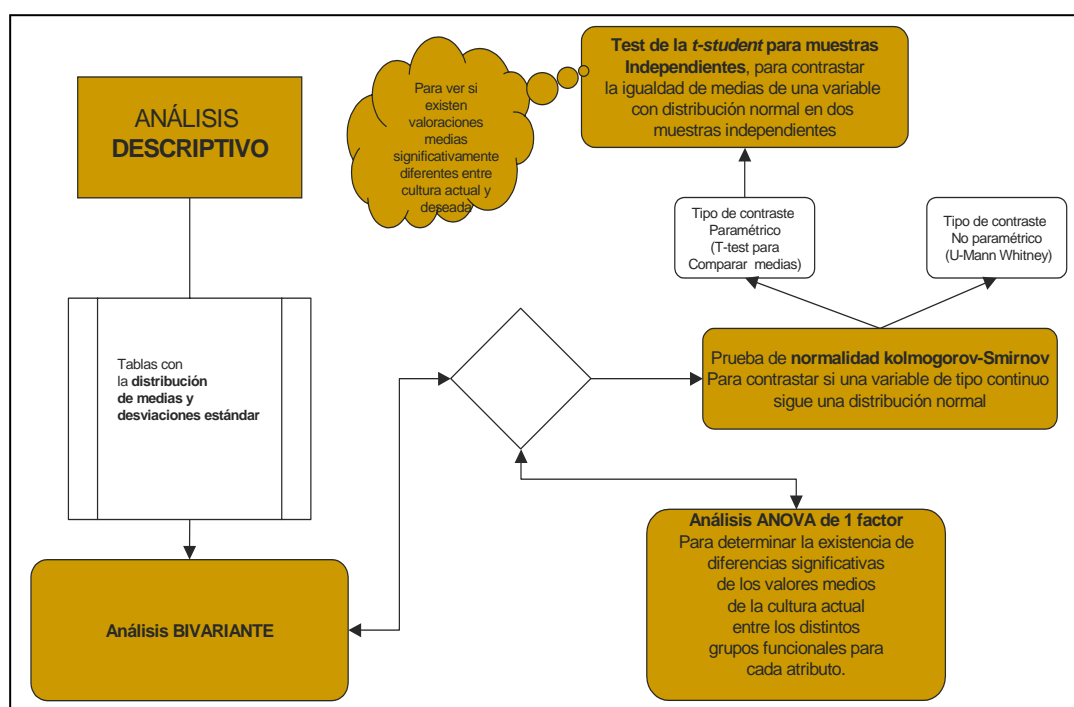 ANÁLISIS
DESCRIPTIVO
Para ver si
existen
valoraciones
medias
significativamente
diferentes entre
cultura actual y
deseada
Test de la t-student para muestras
Independientes, para contrastar
la igualdad de medias de una variable
con distribución normal en dos
muestras independientes
Tipo de contraste
Paramétrico
(T-test para
Comparar medias)
Tipo de contraste
No paramétrico
(U-Mann Whitney)
Tablas con
la distribución
de medias y
desviaciones estándar
Prueba de normalidad kolmogorov-Smirnov
Para contrastar si una variable de tipo continuo
sigue una distribución normal
Análisis BIVARIANTE
Análisis ANOVA de 1 factor
Para determinar la existencia de
diferencias significativas
de los valores medios
de la cultura actual
entre los distintos
grupos funcionales para
cada atributo.